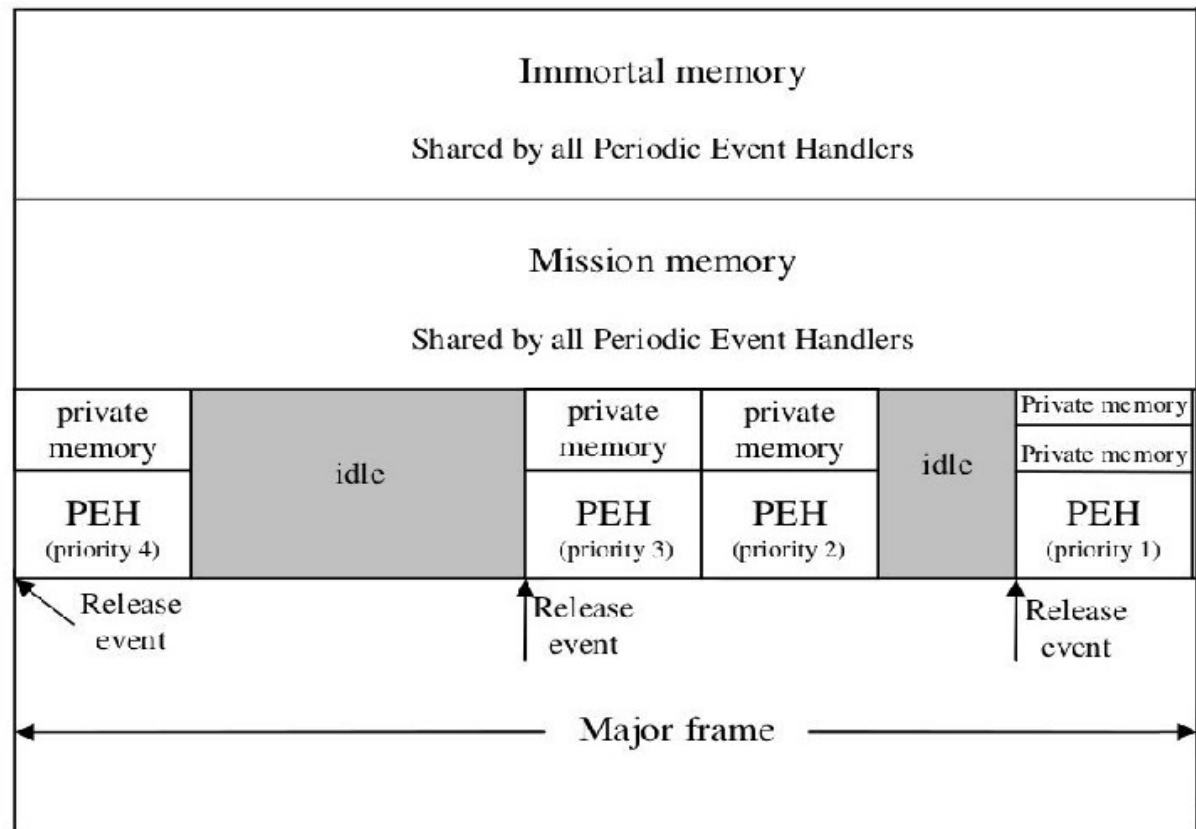 Immortal memory
Shared by all Periodic Event Handlers
Mission memory
Shared by all Periodic Event Handlers
private
memory
PEH
(priority 4)
idle
private
memory
PEH
(priority 3)
private
memory
PEH
(priority 2)
idle
Private memory
Private memory
PEH
(priority 1)
Release
event
Release
event
Release
event
Major frame